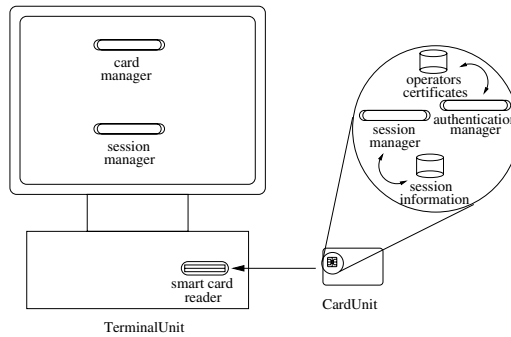 card
manager
session
manager
smart card
reader
TerminalUnit
operators
certificates
authentication
manager
session
manager
session
information
CardUnit